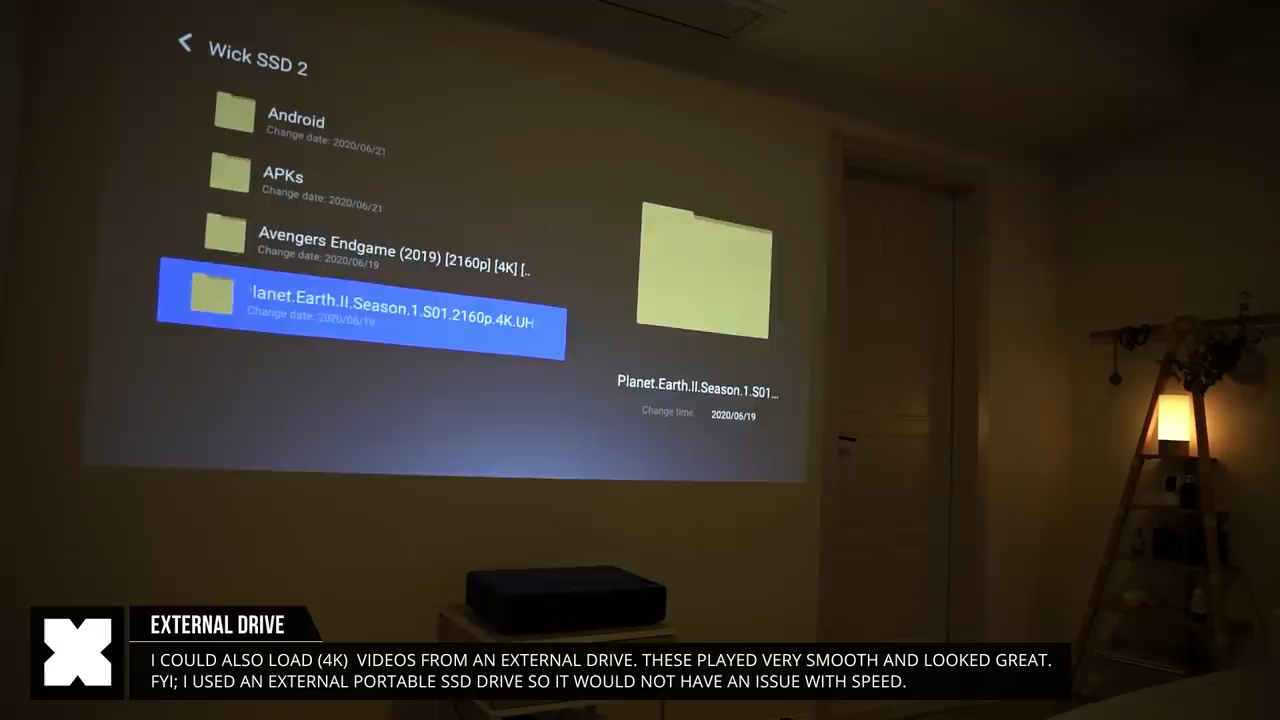 Wick SSD 2
Android
Change date: 2020/06/21
APKs
Change date: 2020/06/21
Avengers Endgame (2019) [2160p] [4K] [..
Change date: 2020/06/19
lanet.Earth.II.Season.1.S01.2160p.4K.UH
Change date: 2020/06/19
Planet.Earth.II.Season.1.S01...
Change time 2020/06/19
EXTERNAL DRIVE
I COULD ALSO LOAD (4K) VIDEOS FROM AN EXTERNAL DRIVE. THESE PLAYED VERY SMOOTH AND LOOKED GREAT.
FYI; I USED AN EXTERNAL PORTABLE SSD DRIVE SO IT WOULD NOT HAVE AN ISSUE WITH SPEED.